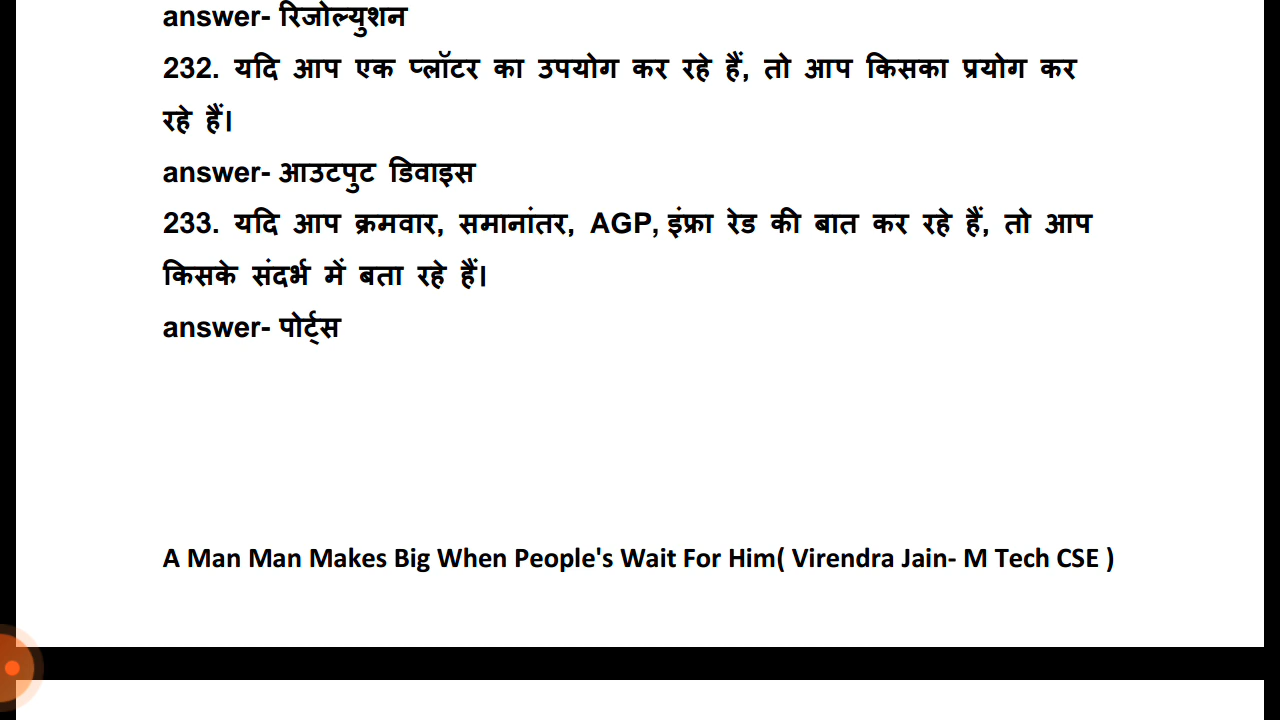 answer- रिजोल्युशन
232. यदि आप एक प्लॉटर का उपयोग कर रहे हैं, तो आप किसका प्रयोग कर
रहे हैं।
answer- आउटपुट डिवाइस
233. यदि आप क्रमवार, समानांतर, AGP, इंफ्रा रेड की बात कर रहे हैं, तो आप
किसके संदर्भ में बता रहे हैं।
answer- पोर्ट्स
A Man Man Makes Big When People's Wait For Him( Virendra Jain- M Tech CSE )